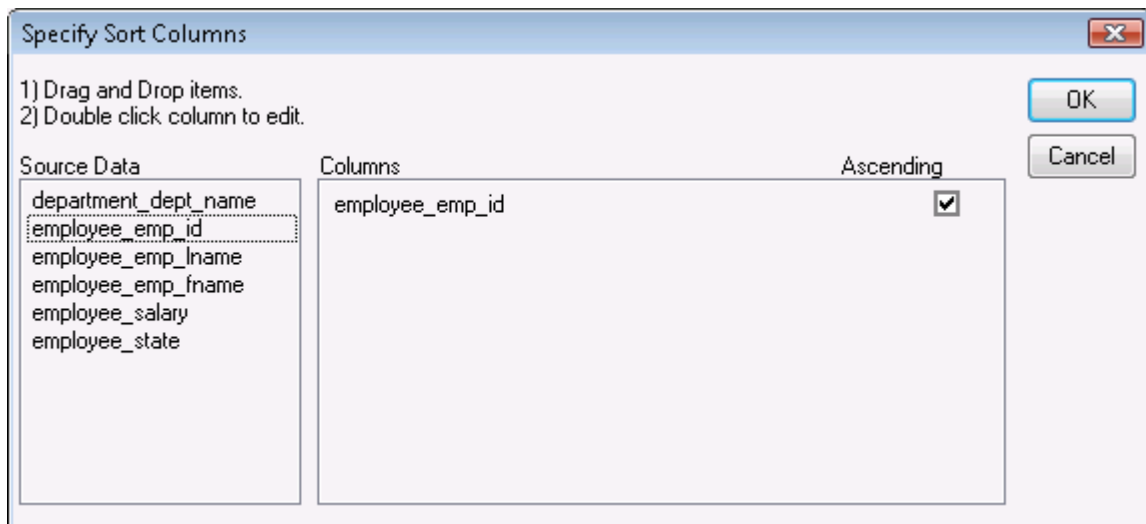 Specify Sort Columns
1) Drag and Drop items.
2) Double click column to edit.
OK
Cancel
Source Data
Columns
Ascending
department_dept_name
employee_emp_id
employee_emp_lname
employee_emp_fname
employee_salary
employee_state
employee_emp_id